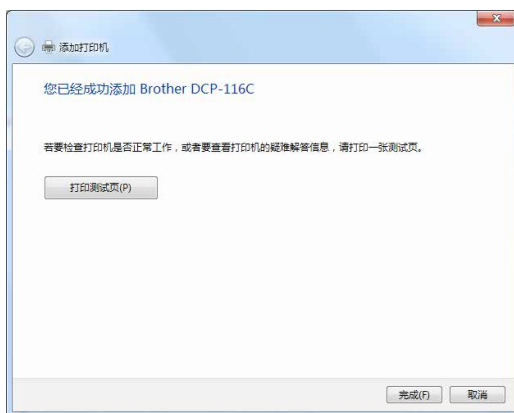 添加打印机
您已经成功添加 Brother DCP-116C
若要检查打印机是否正常工作，或者要查看打印机的疑难解答信息，请打印一张测试页。
打印测试页(P)
完成(F) 取消